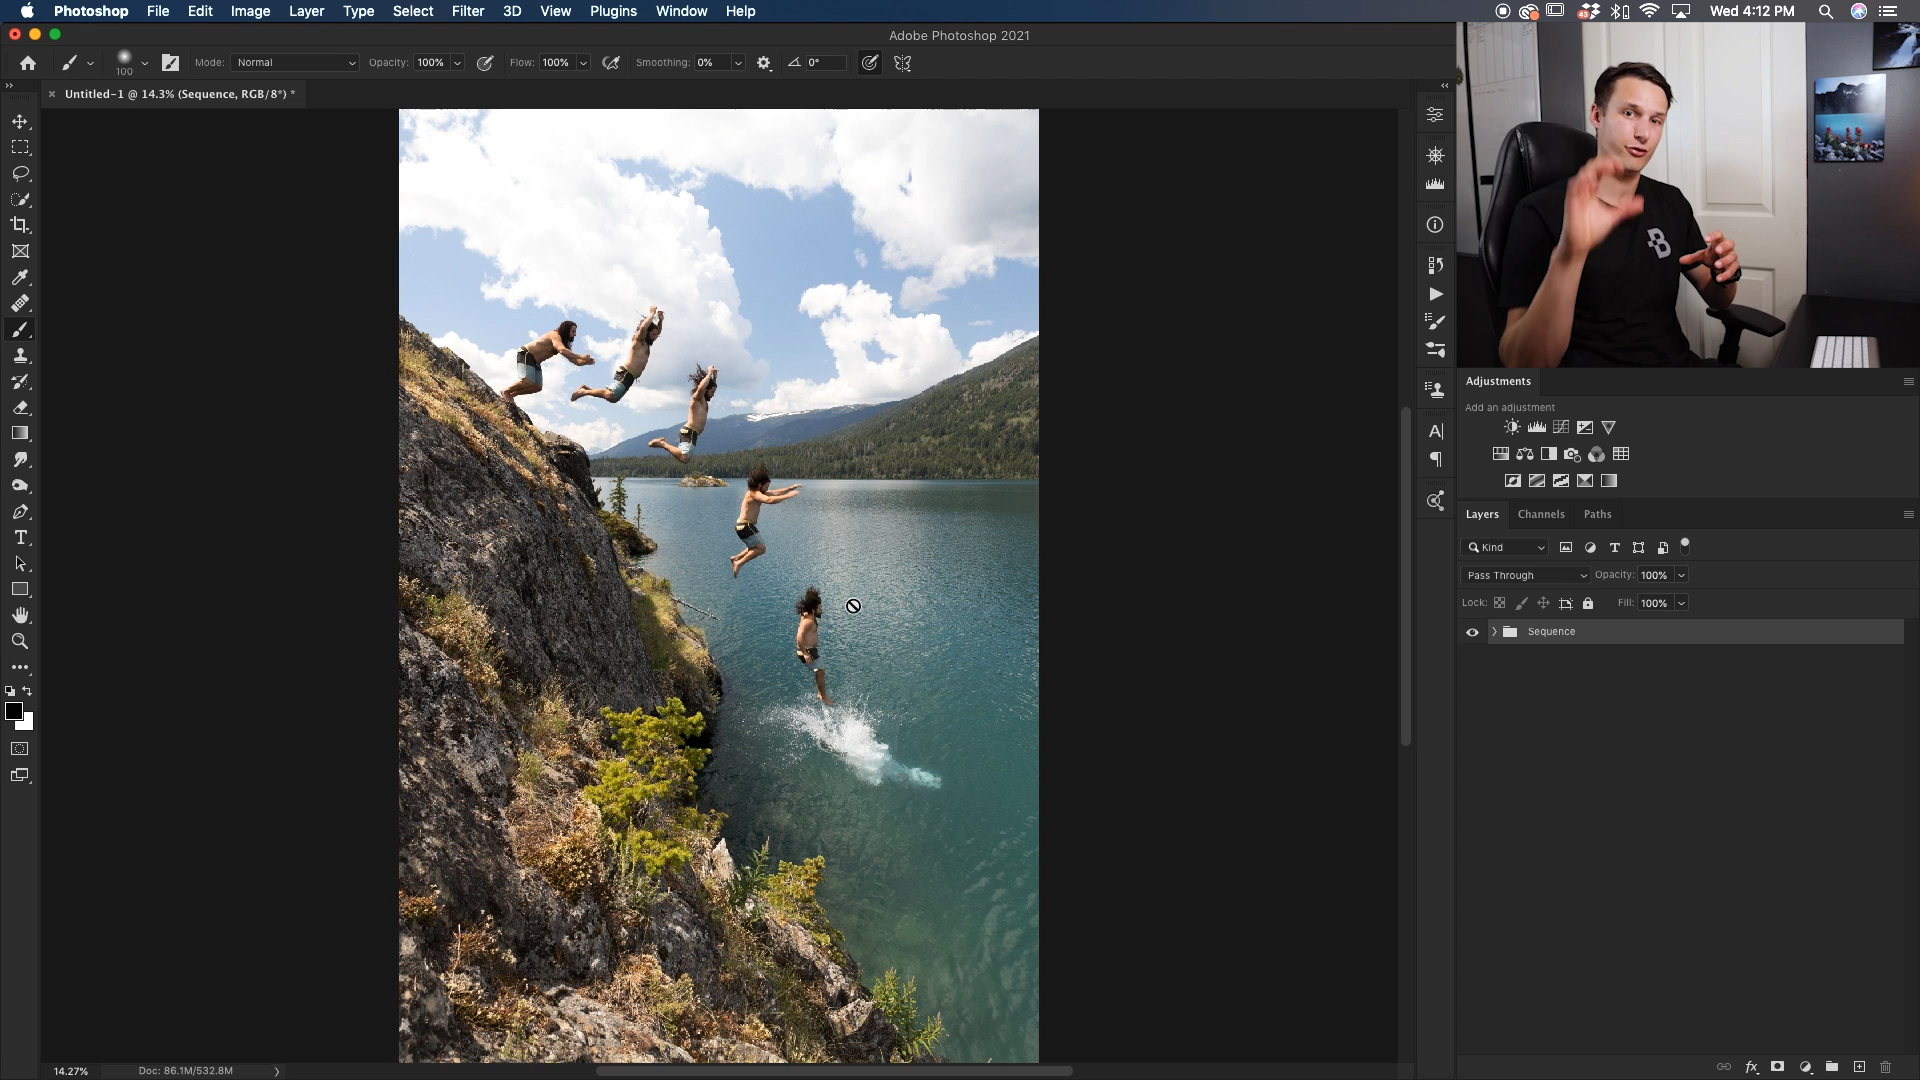 Photoshop File Edit Image Layer Type Select Filter 3D View Plugins Window Help
43
Wed 4:12 PM
Adobe Photoshop 2021
100
Mode: Normal
Opacity: 100%
Flow: 100%
Smoothing: 0%
0°
Untitled-1 @ 14.3% (Sequence, RGB/8*) *
B
Adjustments
Add an adjustment
Layers Channels Paths
Kind
Pass Through
Opacity: 100%
Lock:
Fill: 100%
Sequence
14.27%
Doc: 86.1M/532.8M
fx